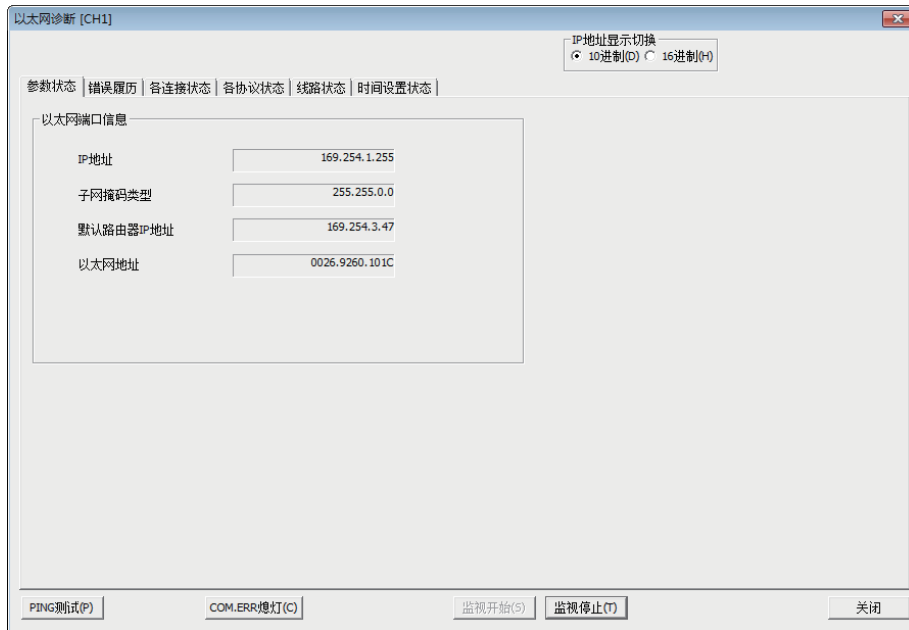 以太网诊断 [CH1]
IP地址显示切换
10进制(D) 16进制(H)
参数状态 错误履历 各连接状态 各协议状态 线路状态 时间设置状态
以太网端口信息
IP地址 169.254.1.255
子网掩码类型 255.255.0.0
默认路由器IP地址 169.254.3.47
以太网地址 0026.9260.101C
PING测试(P) COM.ERR熄灯(C) 监视开始(S) 监视停止(T) 关闭